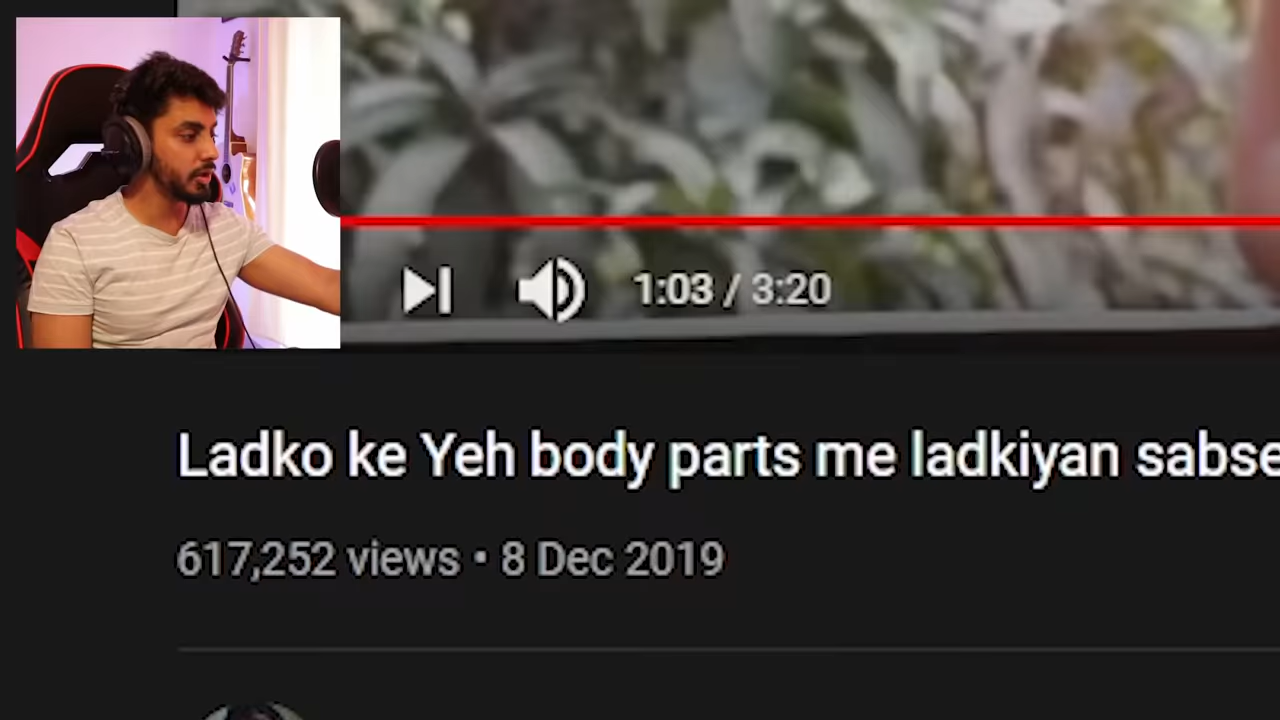 1:03 / 3:20
Ladko ke Yeh body parts me ladkiyan sabse
617,252 views • 8 Dec 2019